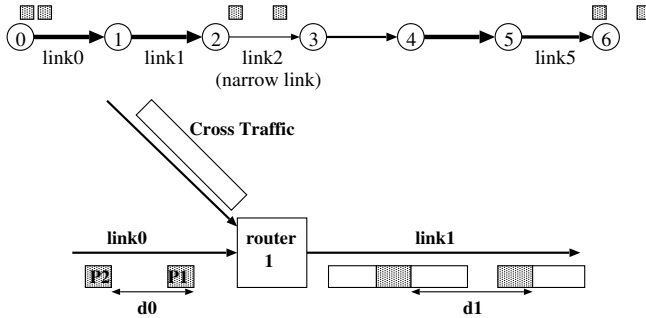 0 1 2 3 4 5 6
link0 link1 link2 link5
(narrow link)
Cross Traffic
link0 router link1
1
P2 P1
d0 d1